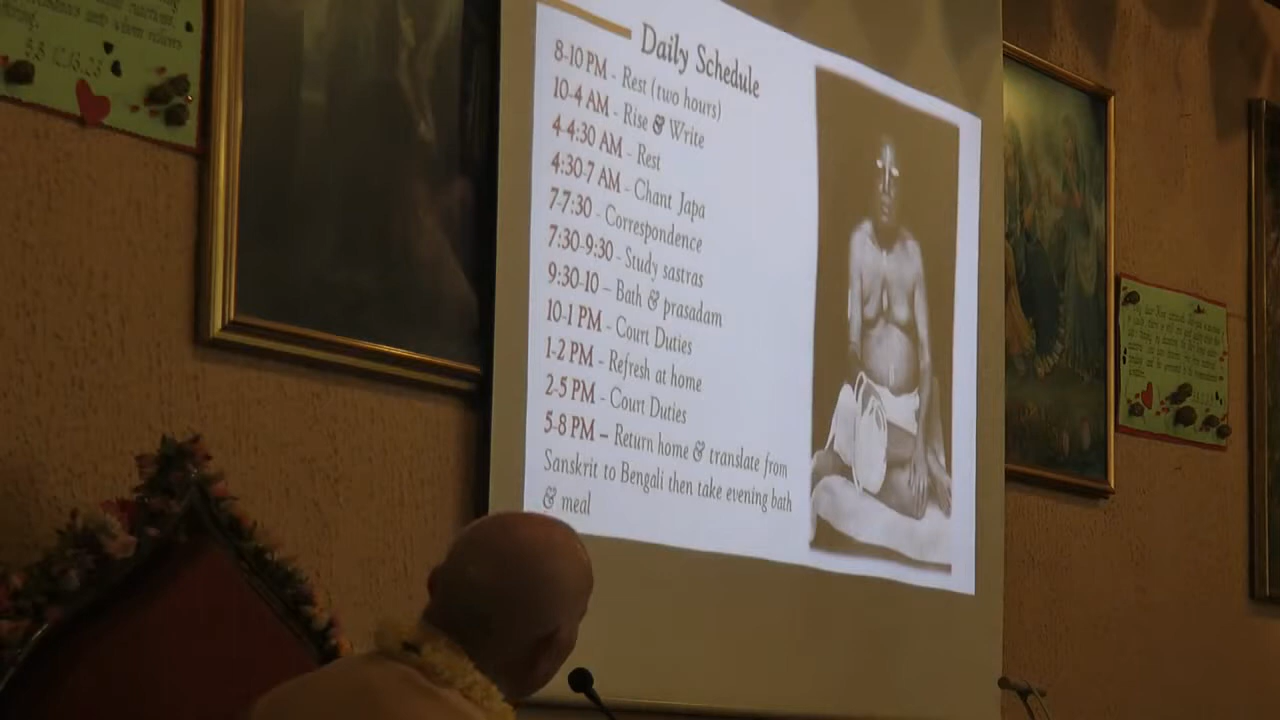 Daily Schedule
8-10 PM - Rest (two hours)
10-4 AM - Rise & Write
4-4:30 AM - Rest
4:30-7 AM - Chant Japa
7-7:30 - Correspondence
7:30-9:30 - Study sastras
9:30-10 – Bath & prasadam
10-1 PM - Court Duties
1-2 PM - Refresh at home
2-5 PM - Court Duties
5-8 PM – Return home & translate from
Sanskrit to Bengali then take evening bath
& meal